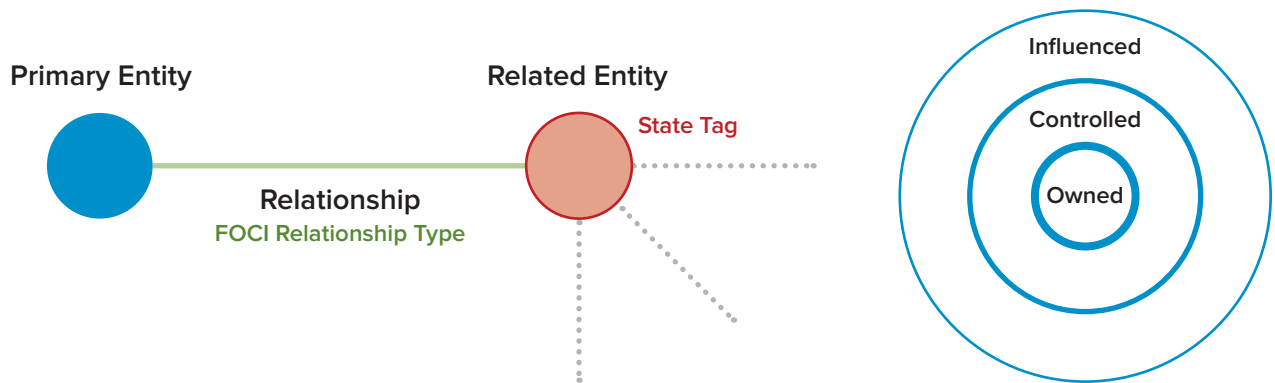 Primary Entity
Related Entity
State Tag
Relationship
FOCI Relationship Type
Influenced
Controlled
Owned